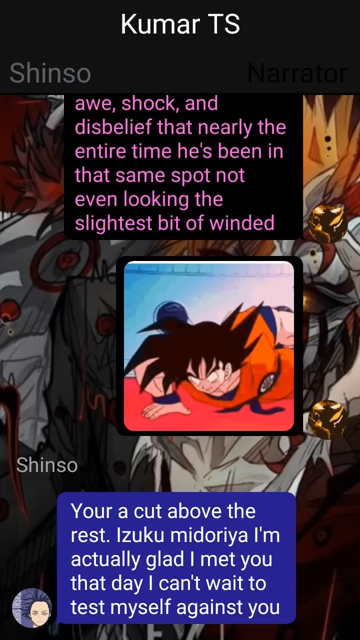 Kumar TS
Shinso
Narrator
awe, shock, and
disbelief that nearly the
entire time he's been in
that same spot not
even looking the
slightest bit of winded
Shinso
Your a cut above the
rest. Izuku midoriya I'm
actually glad I met you
that day I can't wait to
test myself against you